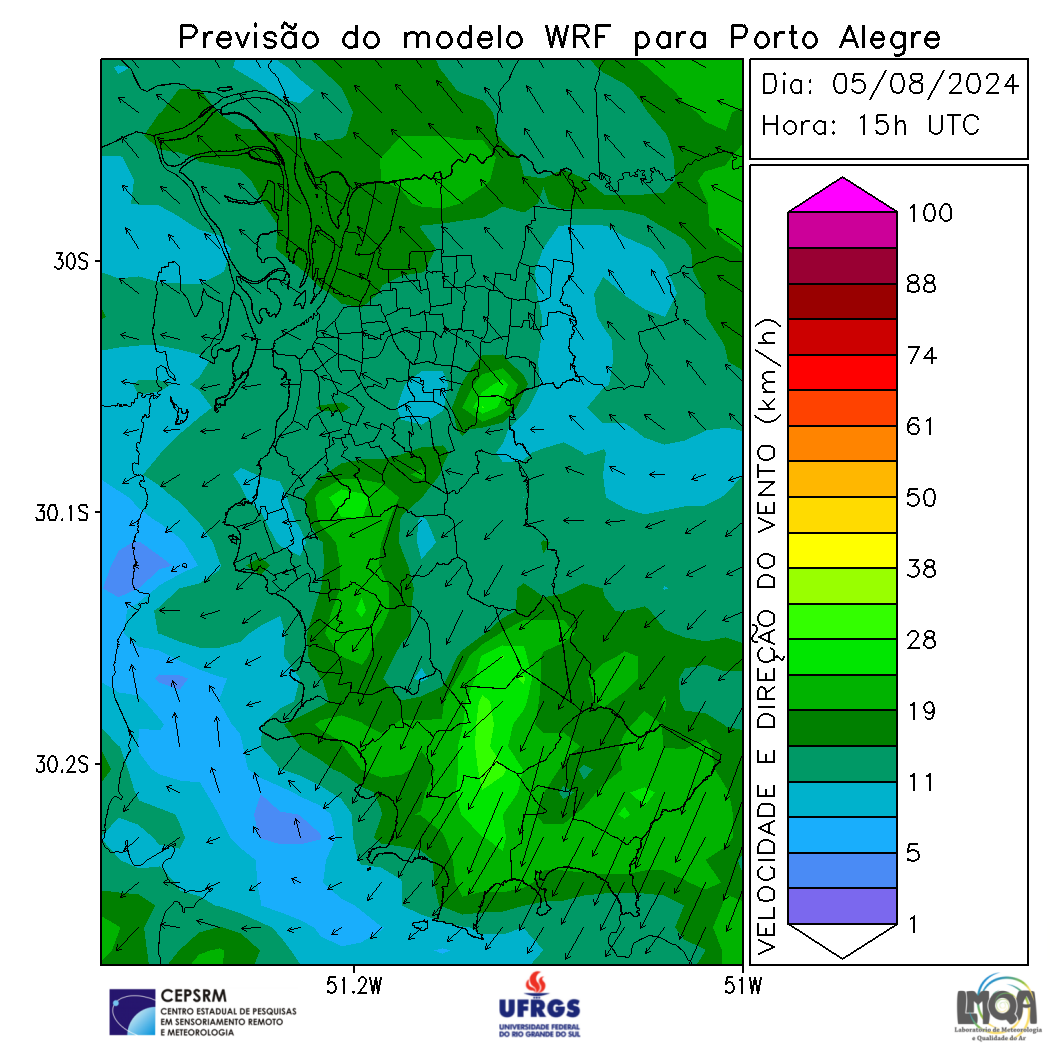 Previsão do modelo WRF para Porto Alegre
Dia: 05/08/2024
Hora: 15h UTC
30S
30.1S
30.2S
51.2W
51W
VELOCIDADE E DIREÇÃO DO VENTO (km/h)
100
88
74
61
50
38
28
19
11
5
1
CEPSRM
CENTRO ESTADUAL DE PESQUISAS
EM SENSORIAMENTO REMOTO
E METEOROLOGIA
UFRGS
UNIVERSIDADE FEDERAL
DO RIO GRANDE DO SUL
LMQA
Laboratório de Meteorologia
e Qualidade do Ar